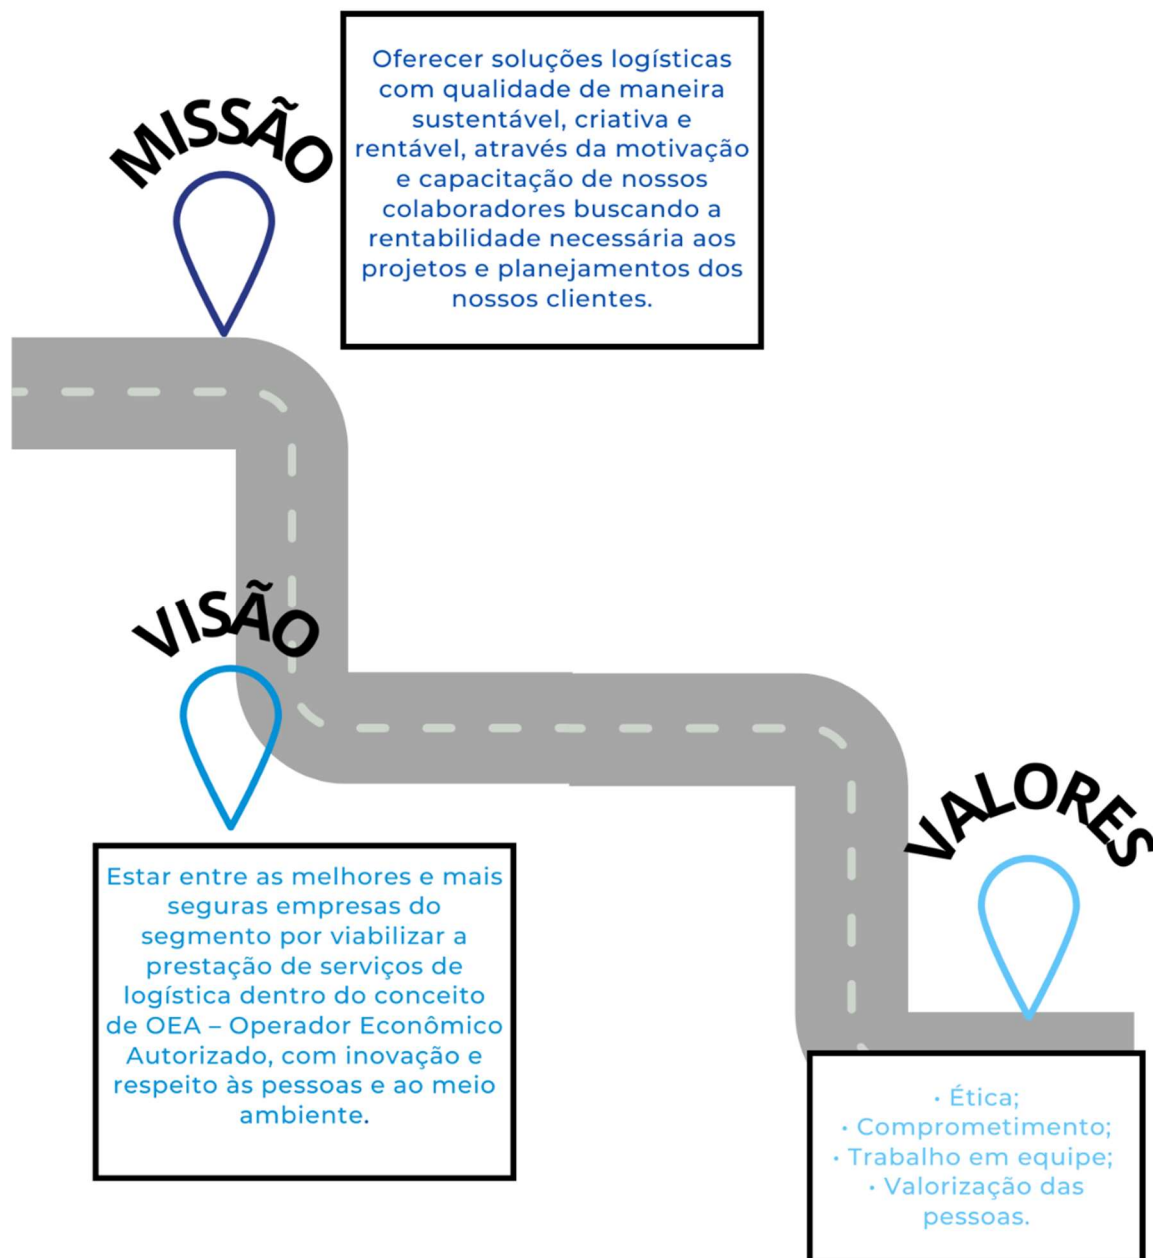 MISSÃO
Oferecer soluções logísticas
com qualidade de maneira
sustentável, criativa e
rentável, através da motivação
e capacitação de nossos
colaboradores buscando a
rentabilidade necessária aos
projetos e planejamentos dos
nossos clientes.
VISÃO
Estar entre as melhores e mais
seguras empresas do
segmento por viabilizar a
prestação de serviços de
logística dentro do conceito
de OEA – Operador Econômico
Autorizado, com inovação e
respeito às pessoas e ao meio
ambiente.
VALORES
• Ética;
• Comprometimento;
• Trabalho em equipe;
• Valorização das
pessoas.